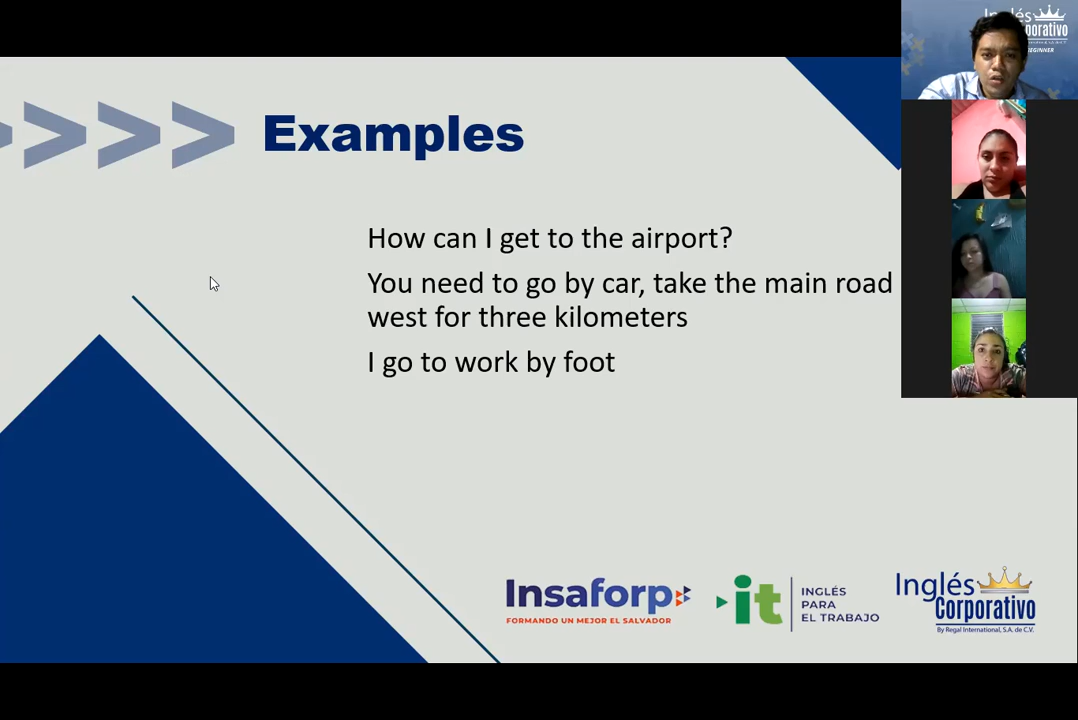 Examples
How can I get to the airport?
You need to go by car, take the main road
west for three kilometers
I go to work by foot
Insaforp
FORMANDO UN MEJOR EL SALVADOR
it
INGLÉS
PARA
EL TRABAJO
Inglés
Corporativo
By Regal International, S.A. de C.V.